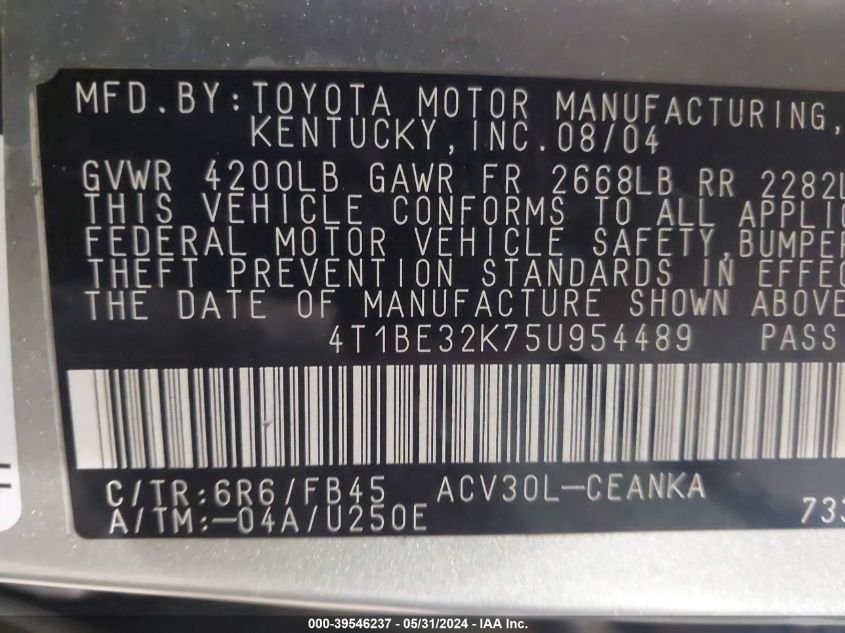 MFD.BY:TOYOTA MOTOR MANUFACTURING,
KENTUCKY,INC.08/04
GVWR 4200LB GAWR FR 2668LB RR 2282L
THIS VEHICLE CONFORMS TO ALL APPLIC
FEDERAL MOTOR VEHICLE SAFETY,BUMPER
THEFT PREVENTION STANDARDS IN EFFEC
THE DATE OF MANUFACTURE SHOWN ABOVE
4T1BE32K75U954489 PASS
C/TR:6R6/FB45 ACV30L-CEANKA
A/TM:-04A/U250E 733
000-39546237 - 05/31/2024 - ACA Inc.